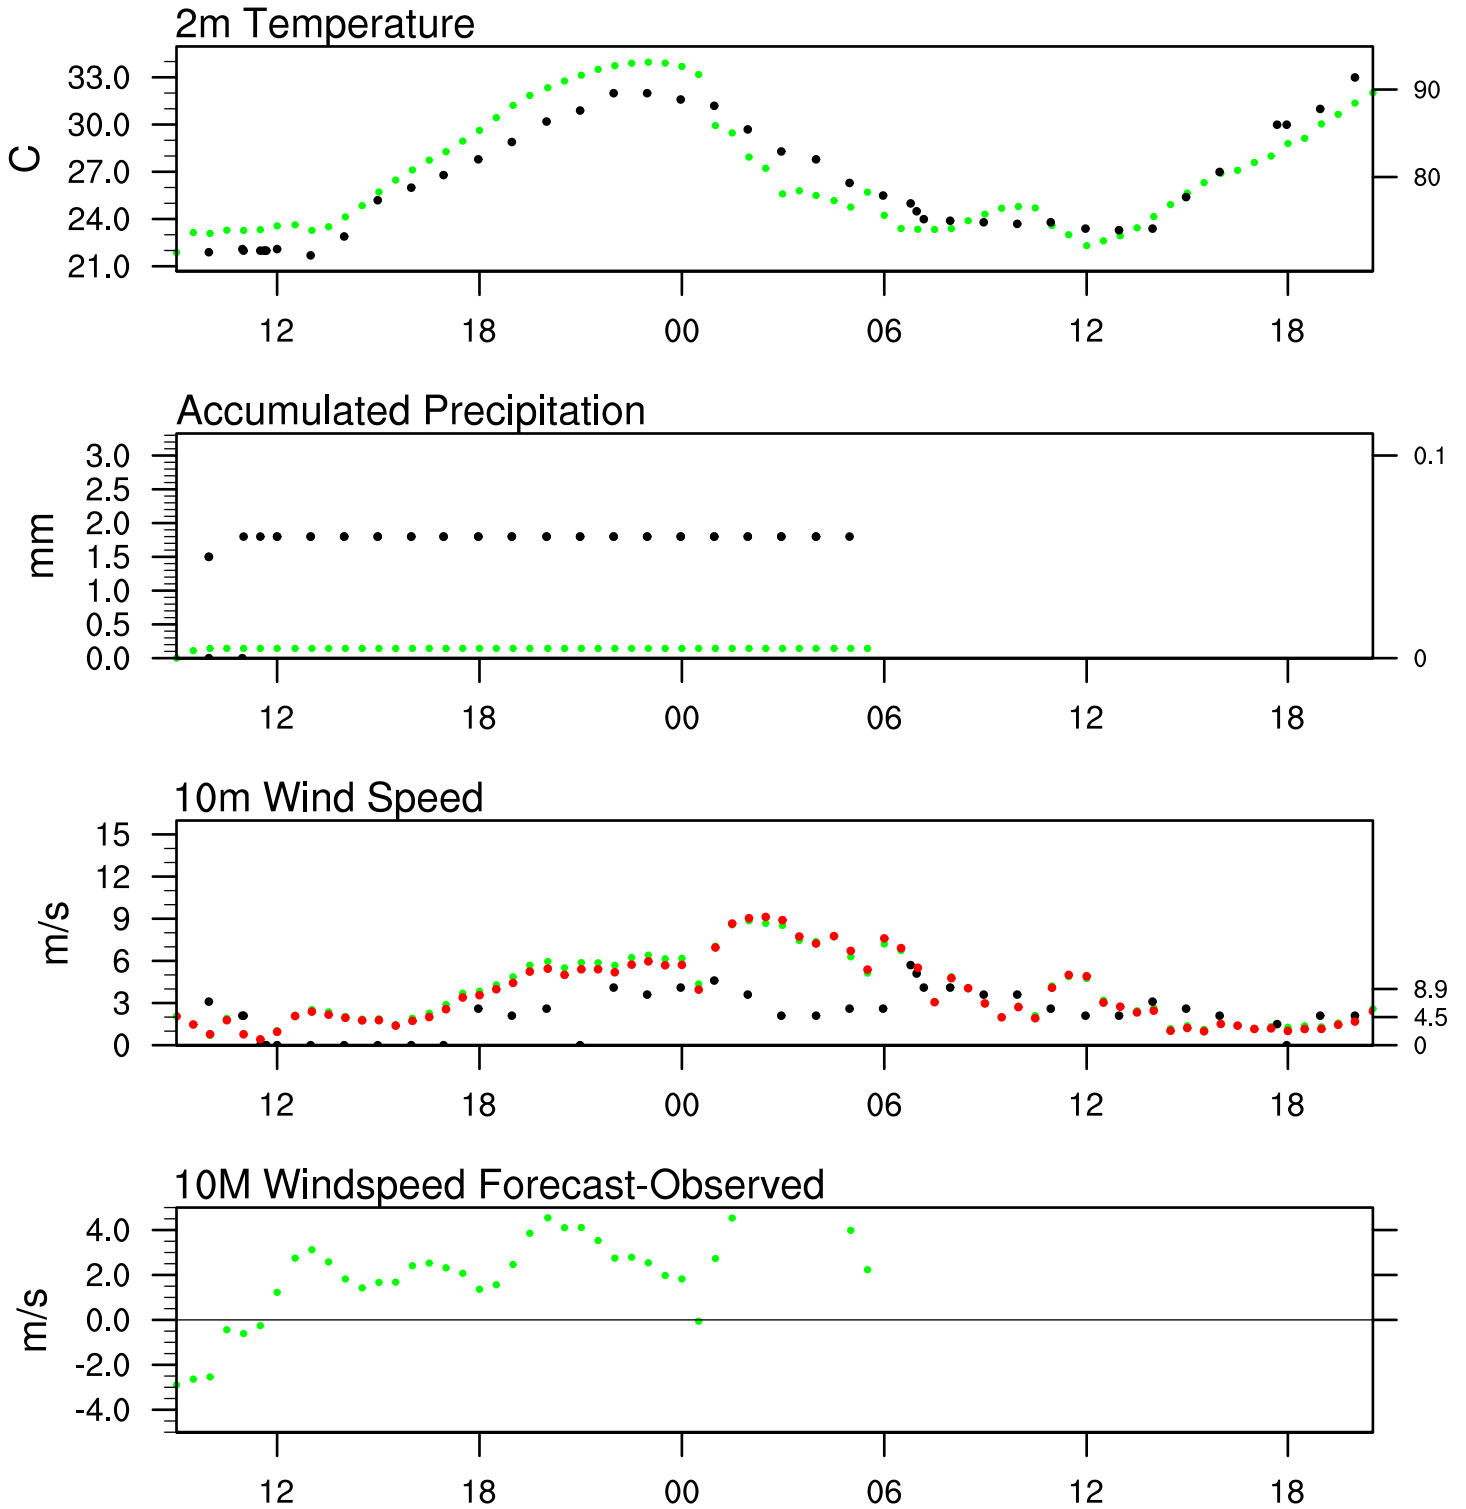 2m Temperature
33.0
30.0
27.0
24.0
21.0
C
90
80
12 18 00 06 12 18
Accumulated Precipitation
3.0
2.5
2.0
1.5
1.0
0.5
0.0
mm
0.1
0
12 18 00 06 12 18
10m Wind Speed
15
12
9
6
3
0
m/s
8.9
4.5
0
12 18 00 06 12 18
10M Windspeed Forecast-Observed
4.0
2.0
0.0
-2.0
-4.0
m/s
12 18 00 06 12 18